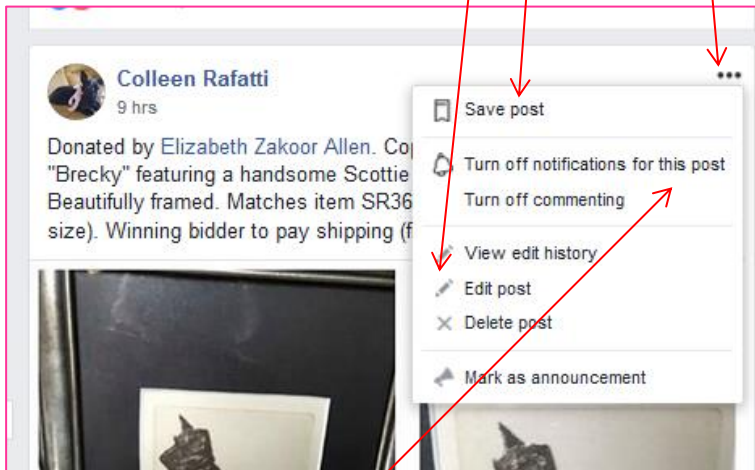 Colleen Rafatti
9 hrs
Donated by Elizabeth Zakoor Allen. Co
"Brecky" featuring a handsome Scottie
Beautifully framed. Matches item SR36
size). Winning bidder to pay shipping (f
Save post
Turn off notifications for this post
Turn off commenting
View edit history
Edit post
Delete post
Mark as announcement